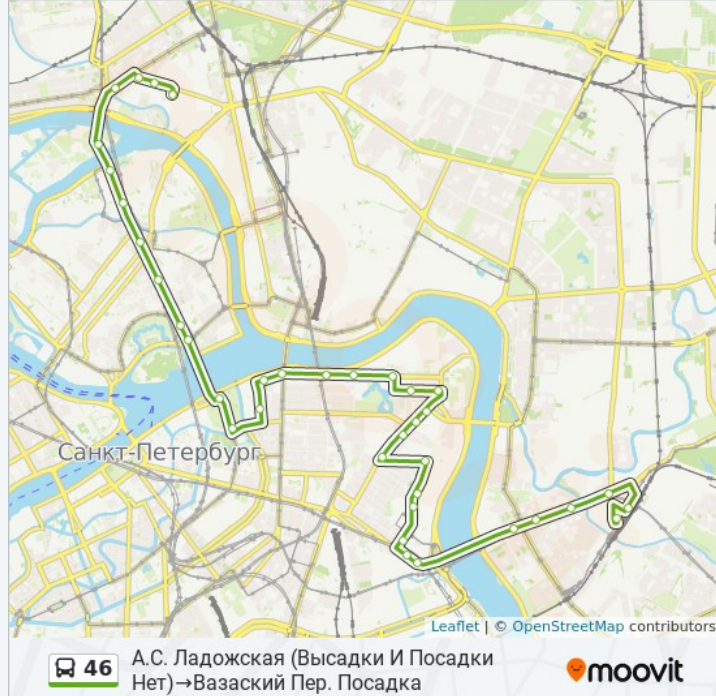 Санкт-Петербург
Leaflet | © OpenStreetMap contributors
46
А.С. Ладожская (Высадки И Посадки
Нет)→Вазаский Пер. Посадка
moovit